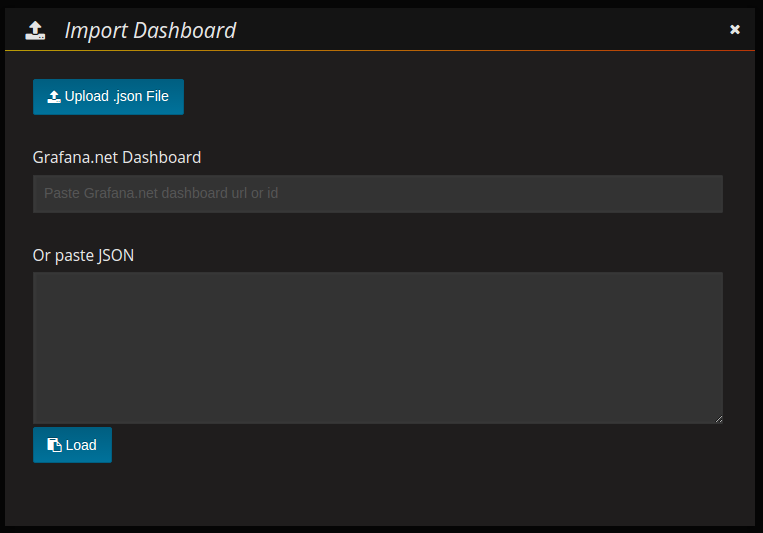 Import Dashboard
Upload .json File
Grafana.net Dashboard
Paste Grafana.net dashboard url or id
Or paste JSON
Load